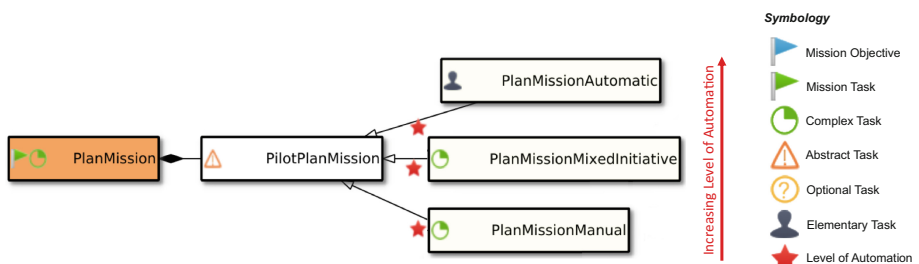 PlanMission
PilotPlanMission
PlanMissionAutomatic
PlanMissionMixedInitiative
PlanMissionManual
Increasing Level of Automation
Symbology
Mission Objective
Mission Task
Complex Task
Abstract Task
? Optional Task
Elementary Task
Level of Automation